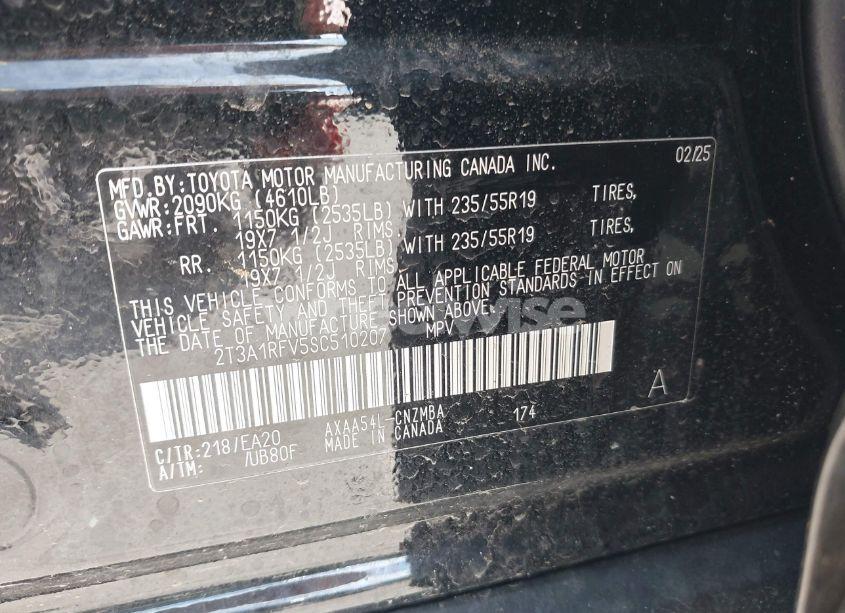 MFD.BY:TOYOTA MOTOR MANUFACTURING CANADA INC. 02/25
GVWR:2090KG (4610LB)
GAWR:FRT. 1150KG (2535LB) WITH 235/55R19 TIRES,
19X7 1/2J RIMS
RR. 1150KG (2535LB) WITH 235/55R19 TIRES,
19X7 1/2J RIMS
THIS VEHICLE CONFORMS TO ALL APPLICABLE FEDERAL MOTOR
VEHICLE SAFETY AND THEFT PREVENTION STANDARDS IN EFFECT ON
THE DATE OF MANUFACTURE SHOWN ABOVE.
2T3A1RFV5SC510207 MPV
A
C/TR:218/EA20 AXAA54L-CNZMBA 174
A/TM: /UB80F MADE IN CANADA